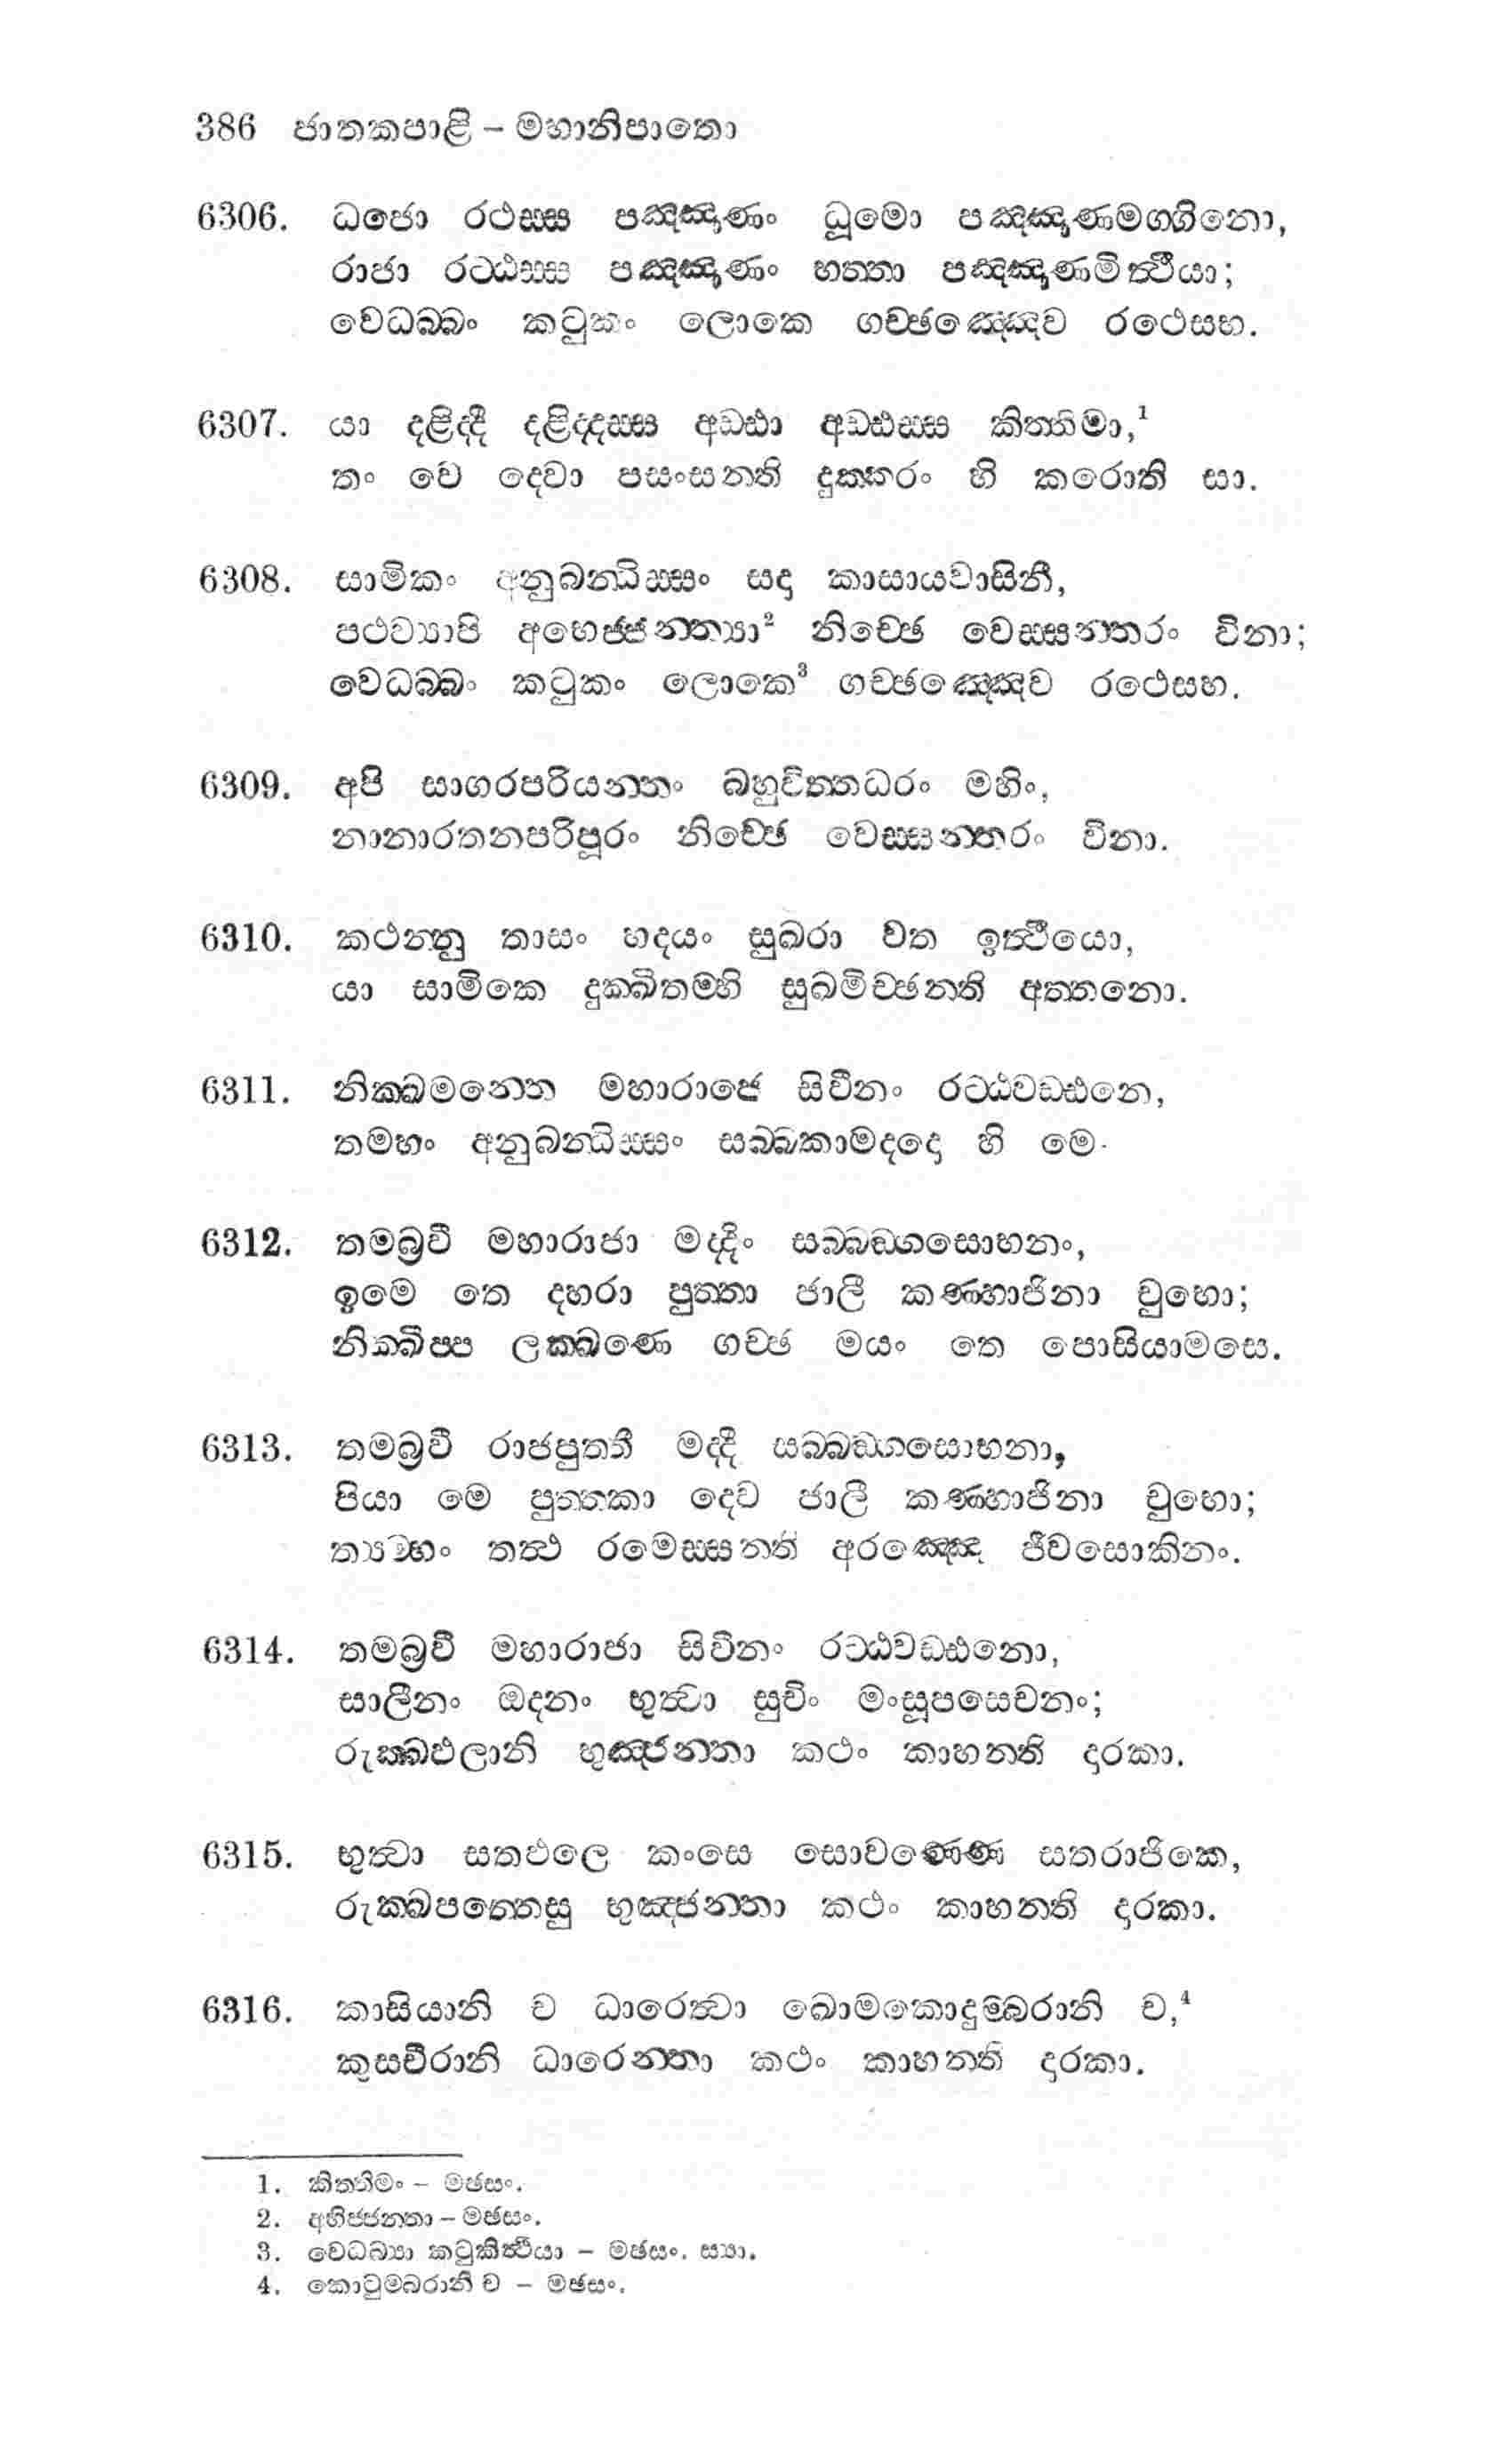 386 ජාතකපාළි – මහානිපාතො
6306. ධජො රථස්ස පඤ්ඤාණං ධූමො පඤ්ඤාණමග්ගිනො,
රාජා රට්ඨස්ස පඤ්ඤාණං භත්තා පඤ්ඤාණමිත්ථියා;
වෙධබ්බං කටුකං ලොකෙ ගච්ඡඤ්ඤෙව රථෙසභ.
6307. යා දළිද්දී දළිද්දස්ස අඩ්ඪා අඩ්ඪස්ස කිත්තිමා,¹
තං වෙ දෙවා පසංසන්ති දුක්කරං හි කරොති සා.
6308. සාමිකං අනුබන්ධිස්සං සදා කාසායවාසිනී,
පථව්‍යාපි අභෙජ්ජන්ත්‍යා² නිච්ඡෙ වෙස්සන්තරං විනා;
වෙධබ්බං කටුකං ලොකෙ³ ගච්ඡඤ්ඤෙව රථෙසභ.
6309. අපි සාගරපරියන්තං බහුවිත්තධරං මහිං,
නානාරතනපරිපූරං නිච්ඡෙ වෙස්සන්තරං විනා.
6310. කථන්නු තාසං හදයං සුඛරා වත ඉත්ථියො,
යා සාමිකෙ දුක්ඛිතම්හි සුඛමිච්ඡන්ති අත්තනො.
6311. නික්ඛමන්තෙ මහාරාජෙ සිවීනං රට්ඨවඩ්ඪනෙ,
තමහං අනුබන්ධිස්සං සබ්බකාමදදො හි මෙ.
6312. තමබ්‍රවී මහාරාජා මද්දිං සබ්බඞ්ගසොභනං,
ඉමෙ තෙ දහරා පුත්තා ජාලී කණ්හාජිනා වුභො;
නික්ඛිප්ප ලක්ඛණෙ ගච්ඡ මයං තෙ පොසියාමසෙ.
6313. තමබ්‍රවී රාජපුත්තී මද්දී සබ්බඞ්ගසොභනා,
පියා මෙ පුත්තකා දෙව ජාලී කණ්හාජිනා වුභො;
ත්‍යම්හං තත්ථ රමෙස්සන්ති අරඤ්ඤෙ ජීවසොකිනං.
6314. තමබ්‍රවී මහාරාජා සිවීනං රට්ඨවඩ්ඪනො,
සාලීනං ඔදනං භුත්වා සුචිං මංසූපසෙචනං;
රුක්ඛඵලානි භුඤ්ජන්තා කථං කාහන්ති දාරකා.
6315. භුත්වා සතඵලෙ කංසෙ සොවණ්ණෙ සතරාජිකෙ,
රුක්ඛපත්තෙසු භුඤ්ජන්තා කථං කාහන්ති දාරකා.
6316. කාසියානි ච ධාරෙත්වා ඛොමකොදුම්බරානි ච,⁴
කුසචීරානි ධාරෙන්තා කථං කාහන්ති දාරකා.
1. කිත්තිමං – මඡසං.
2. අභිජ්ජන්තා – මඡසං.
3. වෙධබ්‍යා කටුකිත්ථියා – මඡසං. ස්‍යා.
4. කොටුම්බරානි ච – මඡසං.